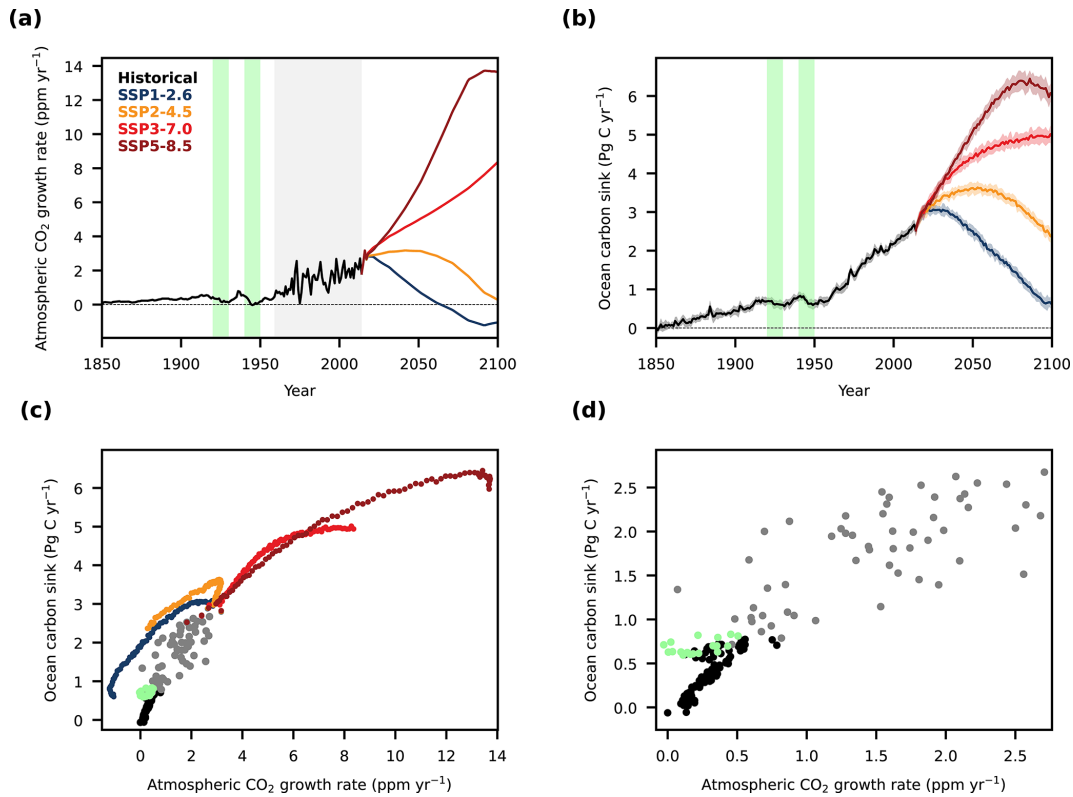 (a)
Atmospheric CO₂ growth rate (ppm yr⁻¹)
14
12
10
8
6
4
2
0
Historical
SSP1-2.6
SSP2-4.5
SSP3-7.0
SSP5-8.5
1850 1900 1950 2000 2050 2100
Year
(b)
Ocean carbon sink (Pg C yr⁻¹)
6
5
4
3
2
1
0
1850 1900 1950 2000 2050 2100
Year
(c)
Ocean carbon sink (Pg C yr⁻¹)
6
5
4
3
2
1
0
0 2 4 6 8 10 12 14
Atmospheric CO₂ growth rate (ppm yr⁻¹)
(d)
Ocean carbon sink (Pg C yr⁻¹)
2.5
2.0
1.5
1.0
0.5
0.0
0.0 0.5 1.0 1.5 2.0 2.5
Atmospheric CO₂ growth rate (ppm yr⁻¹)